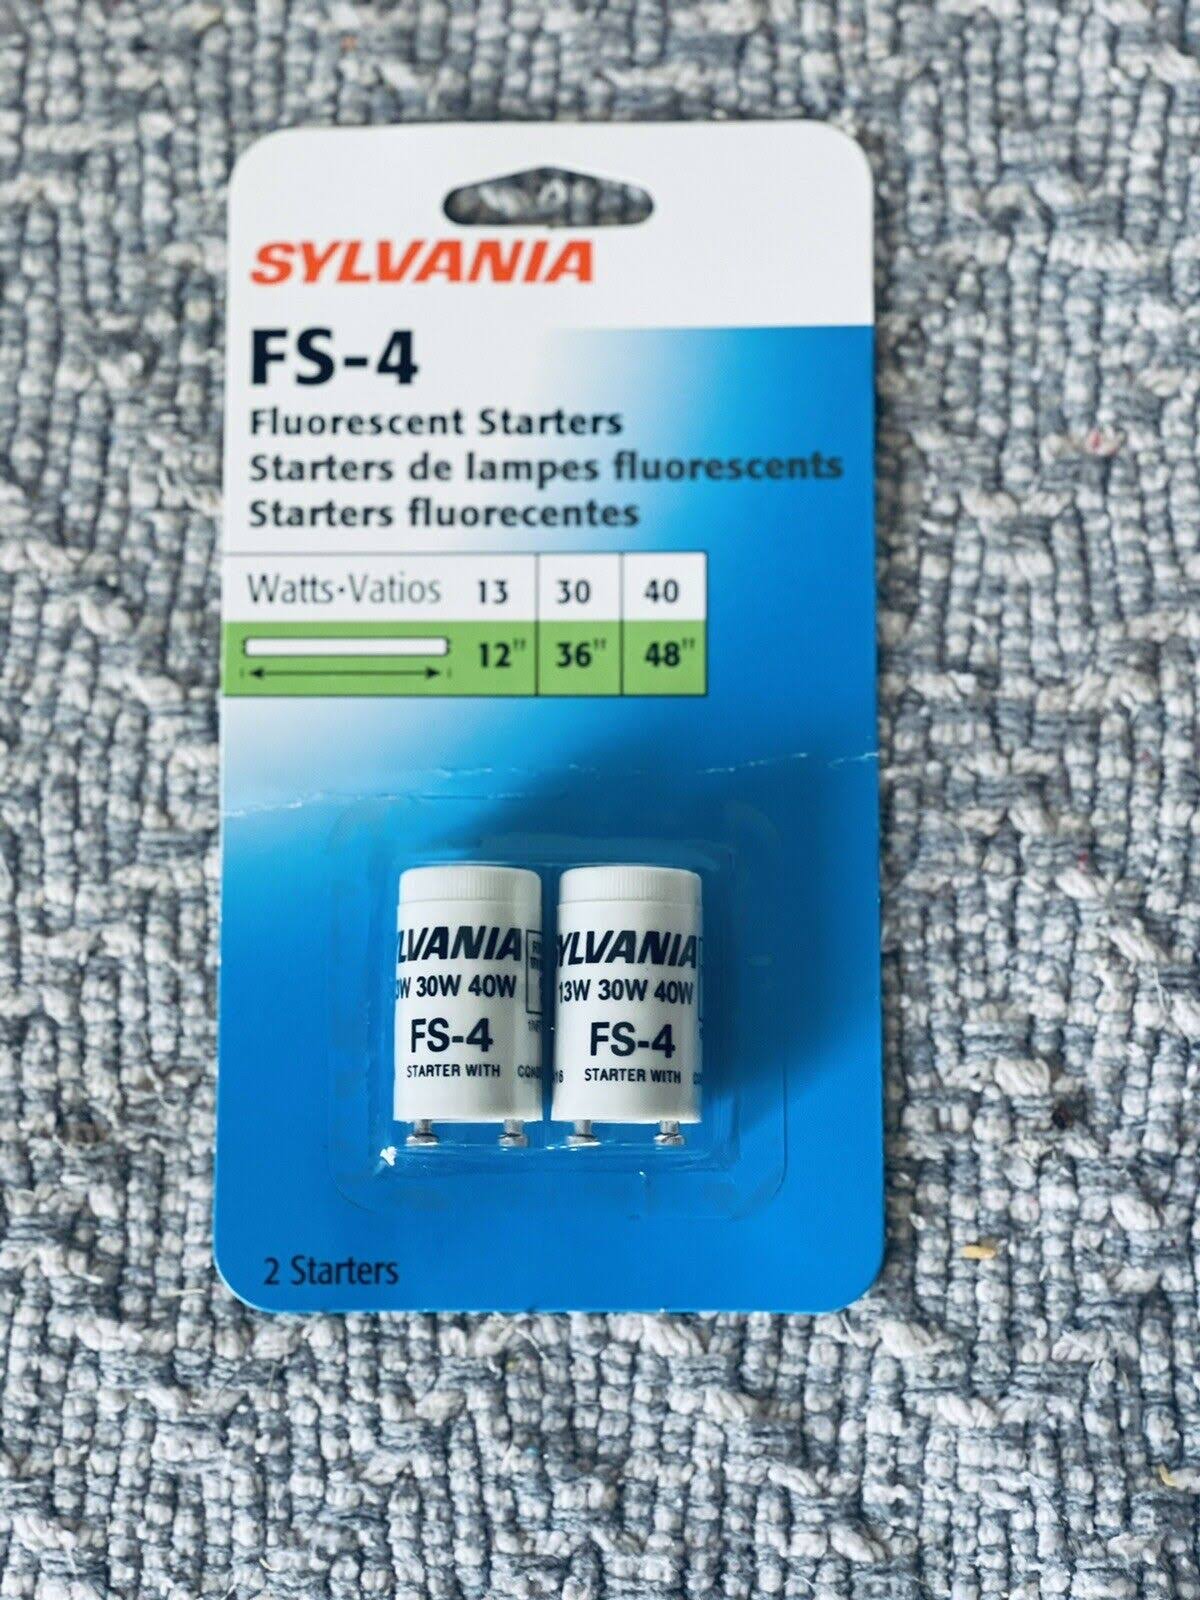 SYLVANIA
FS-4
Fluorescent Starters
Starters de lampes fluorescents
Starters fluorecentes
Watts·Vatios 13 30 40
12" 36" 48"
YLVANIA
30W 40W
FS-4
STARTER WITH
YLVANIA
13W 30W 40W
FS-4
STARTER WITH
2 Starters